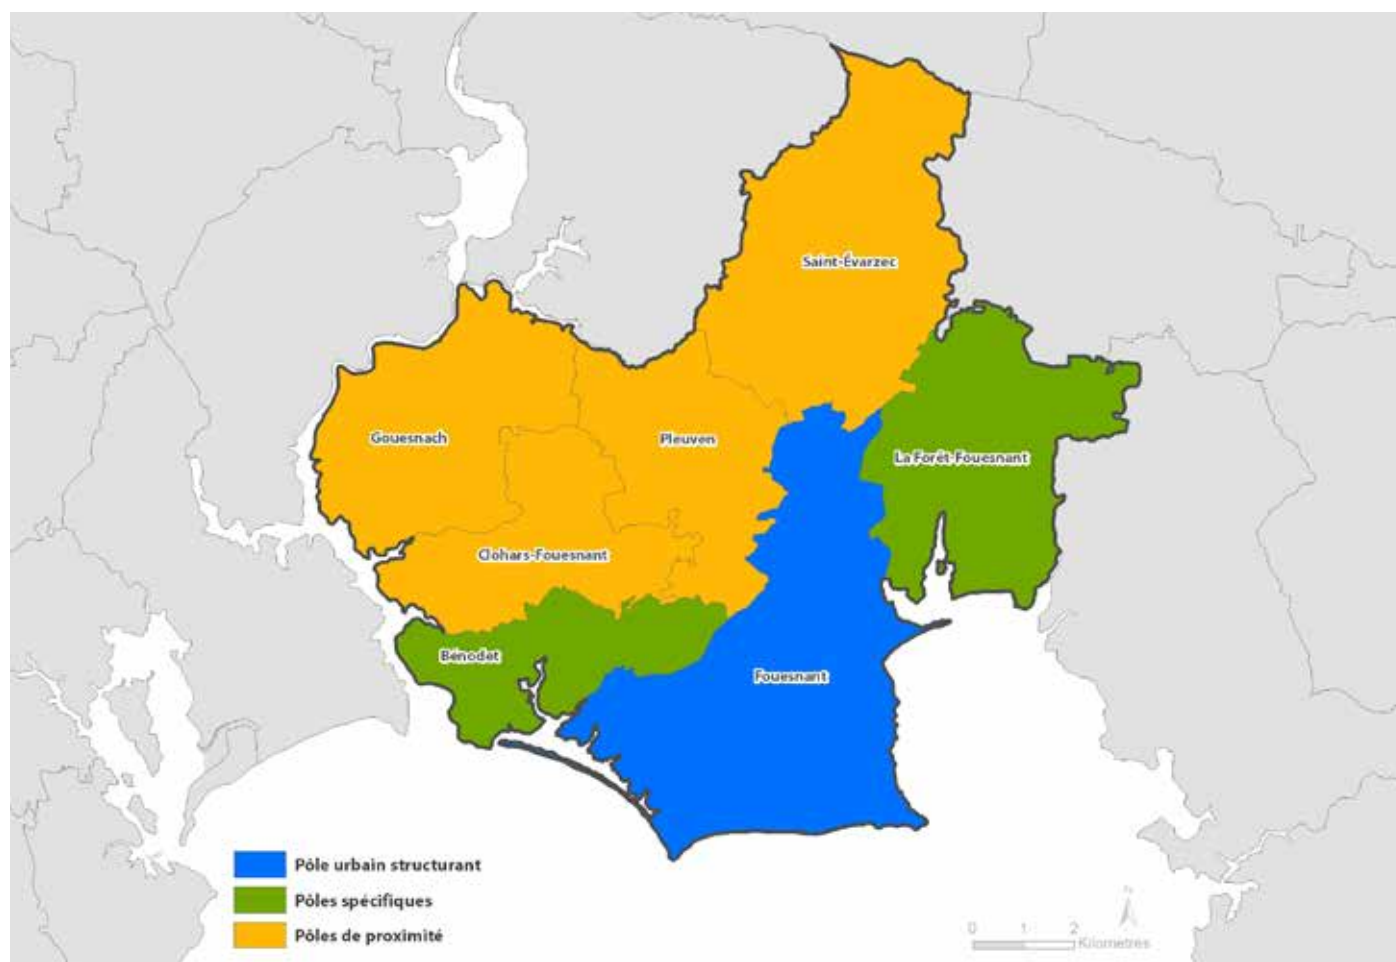 Saint-Évarzec
Gouesnach
Pleuven
La Forêt-Fouesnant
Clohars-Fouesnant
Bénodet
Fouesnant
Pôle urbain structurant
Pôles spécifiques
Pôles de proximité
N
0 1 2
Kilometres